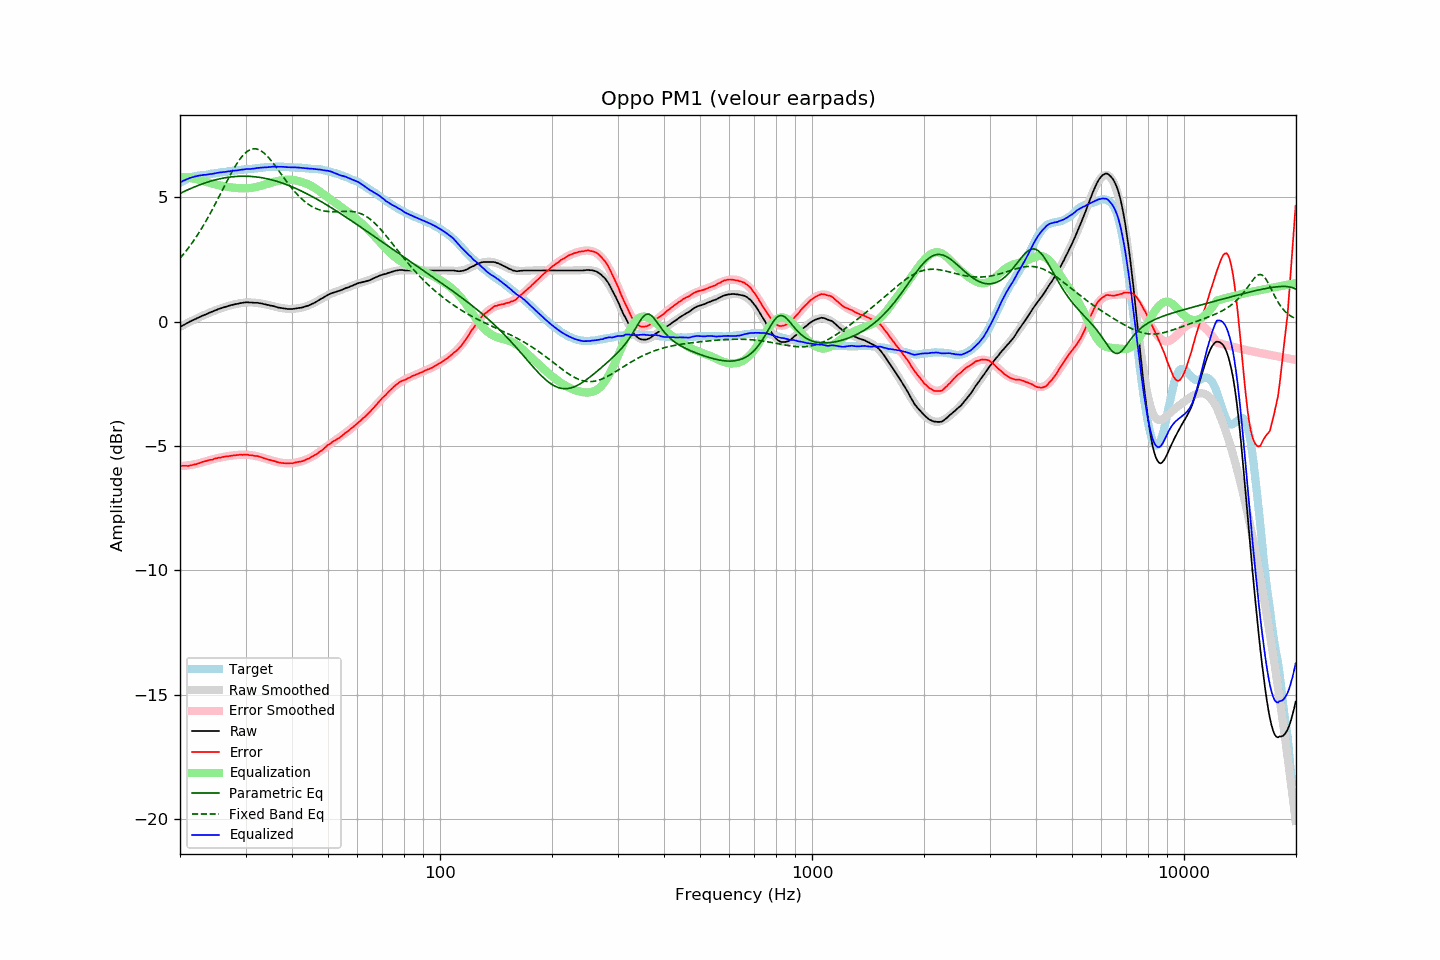 Oppo PM1 (velour earpads)
Amplitude (dBr)
5
0
−5
−10
−15
−20
Target
Raw Smoothed
Error Smoothed
Raw
Error
Equalization
Parametric Eq
Fixed Band Eq
Equalized
100
1000
10000
Frequency (Hz)